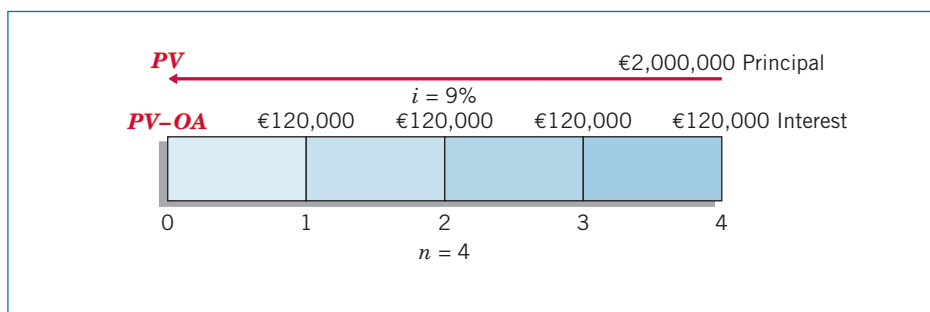 PV €2,000,000 Principal
i = 9%
PV–OA €120,000 €120,000 €120,000 €120,000 Interest
0 1 2 3 4
n = 4